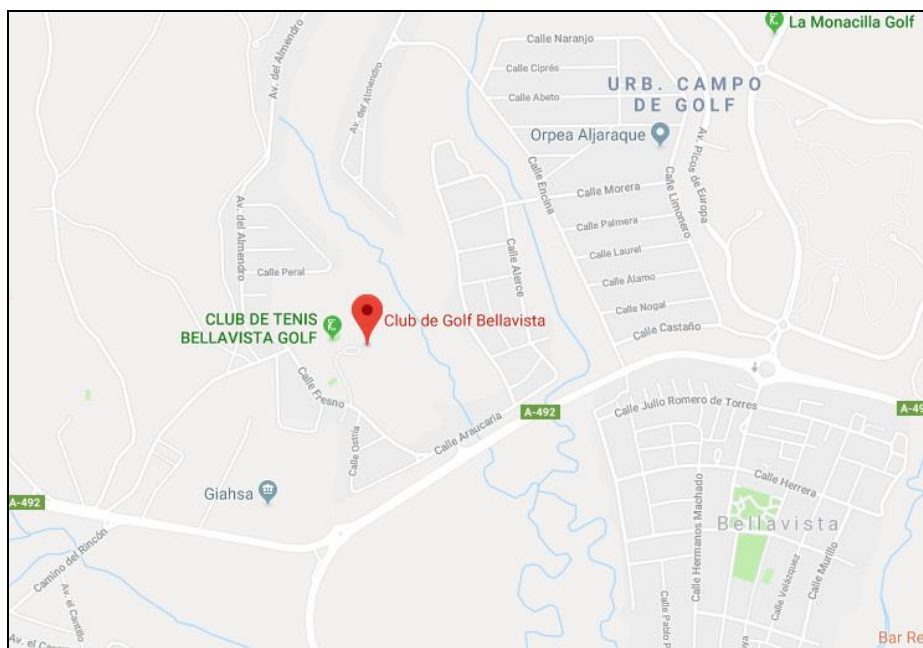 La Monacilla Golf
Calle Naranjo
Av. del Almendro
Av. del Almendro
Calle Ciprés
Calle Abeto
URB. CAMPO
DE GOLF
Orpea Aljaraque
Av. Picos de Europa
Calle Encina
Calle Morera
Calle Limonero
Av. del Almendro
Calle Palmera
Calle Alerce
Calle Laurel
Calle Peral
Calle Álamo
Calle Nogal
CLUB DE TENIS
BELLAVISTA GOLF
Club de Golf Bellavista
Calle Castaño
Calle Fresno
A-492
A-49
Calle Julio Romero de Torres
Calle Araucaria
Calle Ostria
Calle Herrera
Giahsa
A-492
Calle Hermanos Machado
Bellavista
Camino del Rincón
Calle Velázquez
Calle Murillo
Av. el Cantillo
Av. el Cantillo
Calle Pablo P
Bar Re